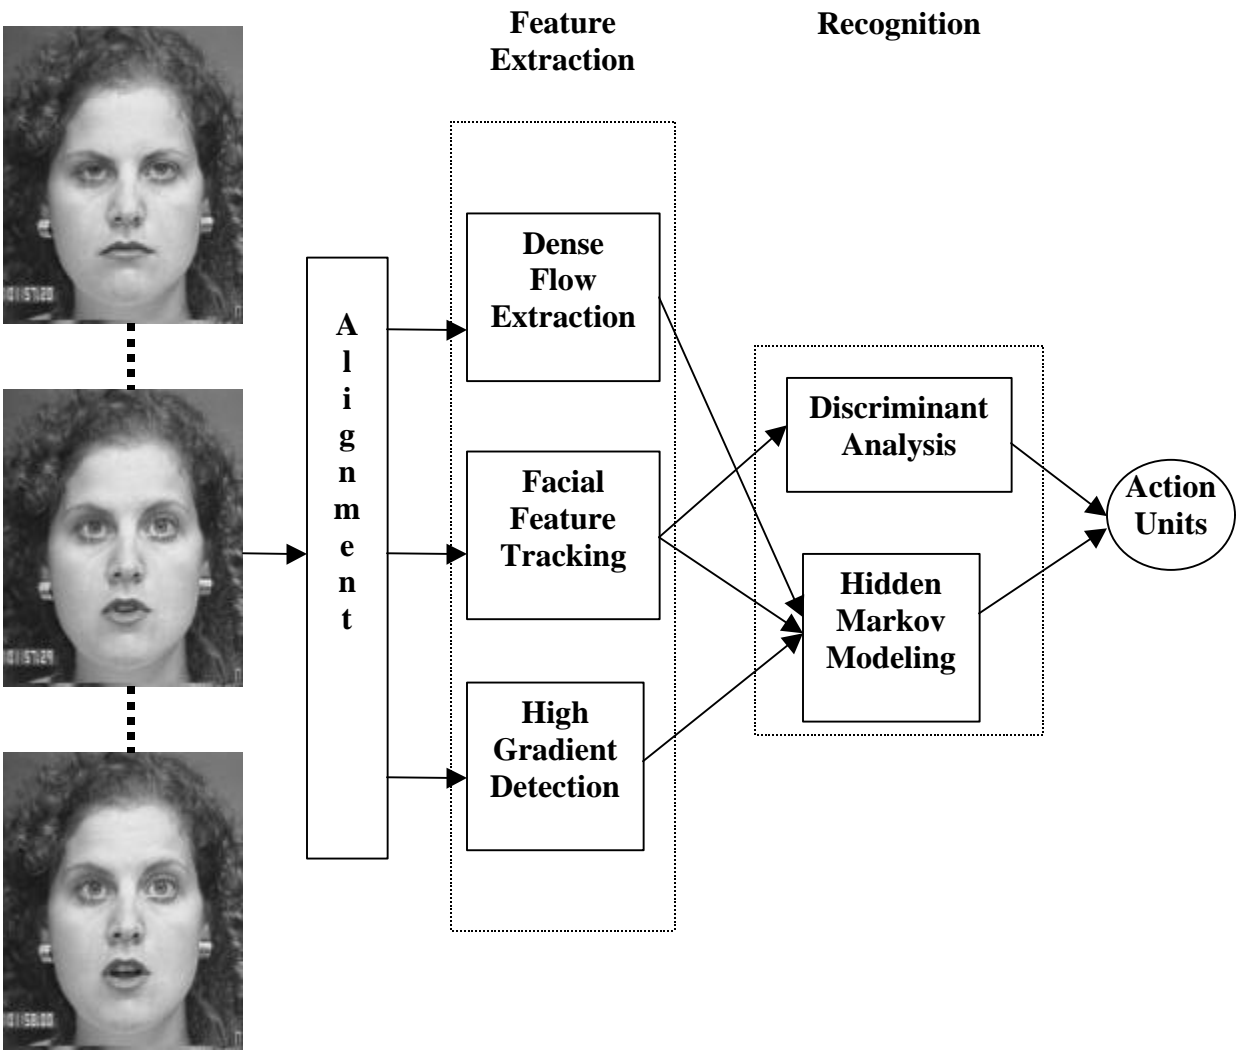 Feature
Extraction
Recognition
Alignment
Dense
Flow
Extraction
Facial
Feature
Tracking
High
Gradient
Detection
Discriminant
Analysis
Hidden
Markov
Modeling
Action
Units